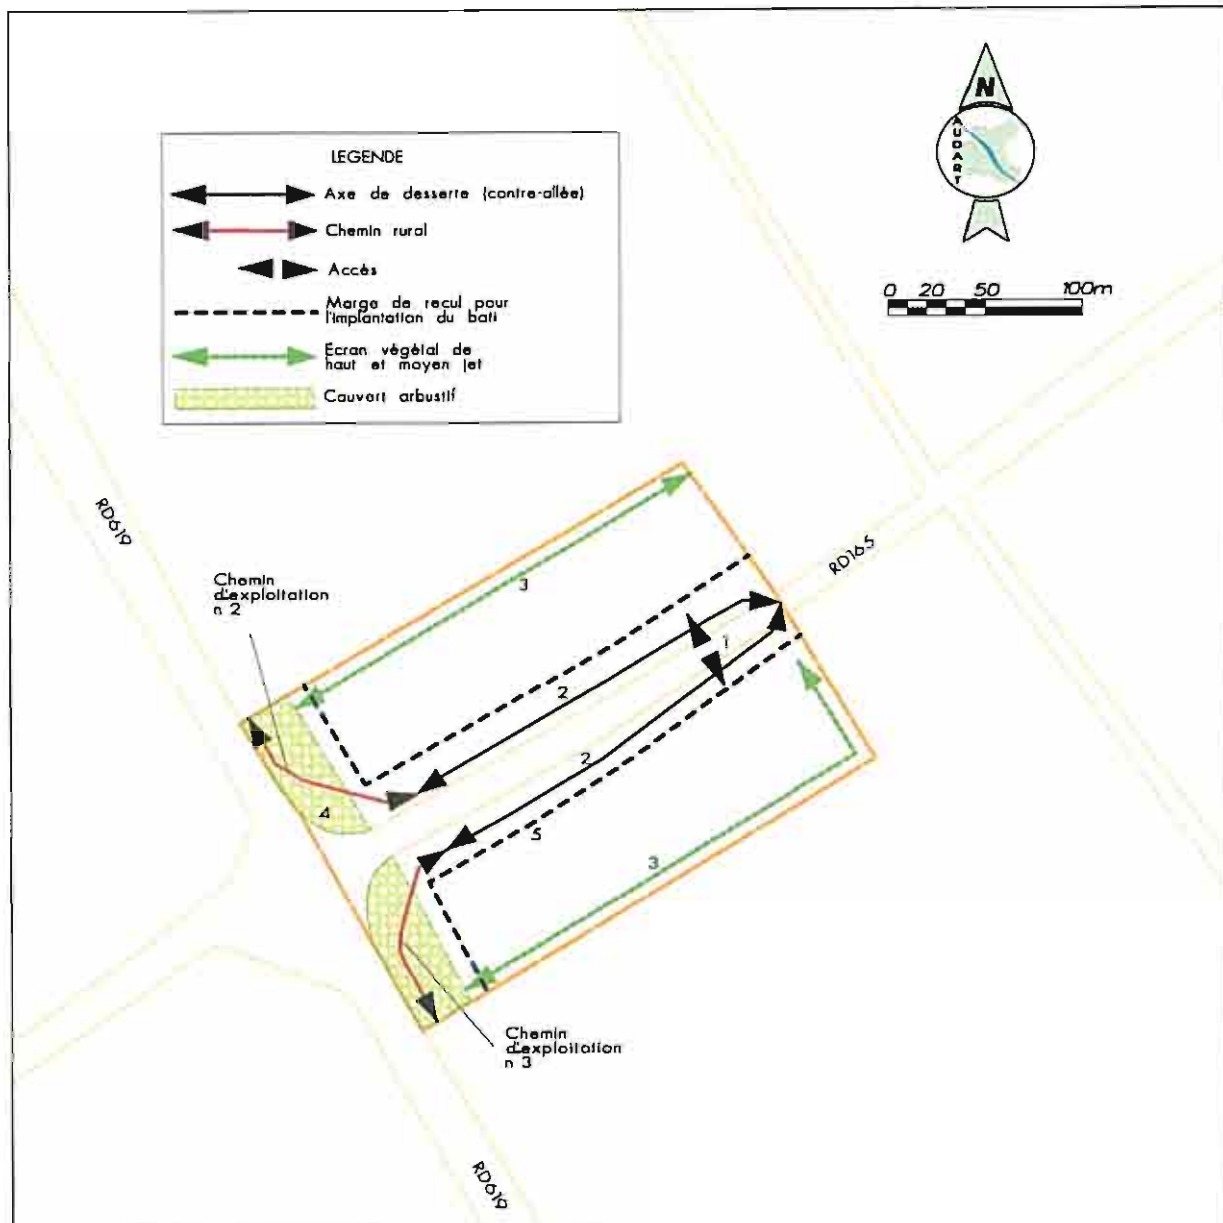 N
AUDART
0 20 50 100m
LEGENDE
Axe de desserte (contre-allée)
Chemin rural
Accès
Marge de recul pour
l'implantation du bati
Ecran végétal de
haut et moyen jet
Cauvert arbustif
RD619
RD165
Chemin
d'exploitation
n 2
3
1
2
2
4
5
3
Chemin
d'exploitation
n 3
RD619